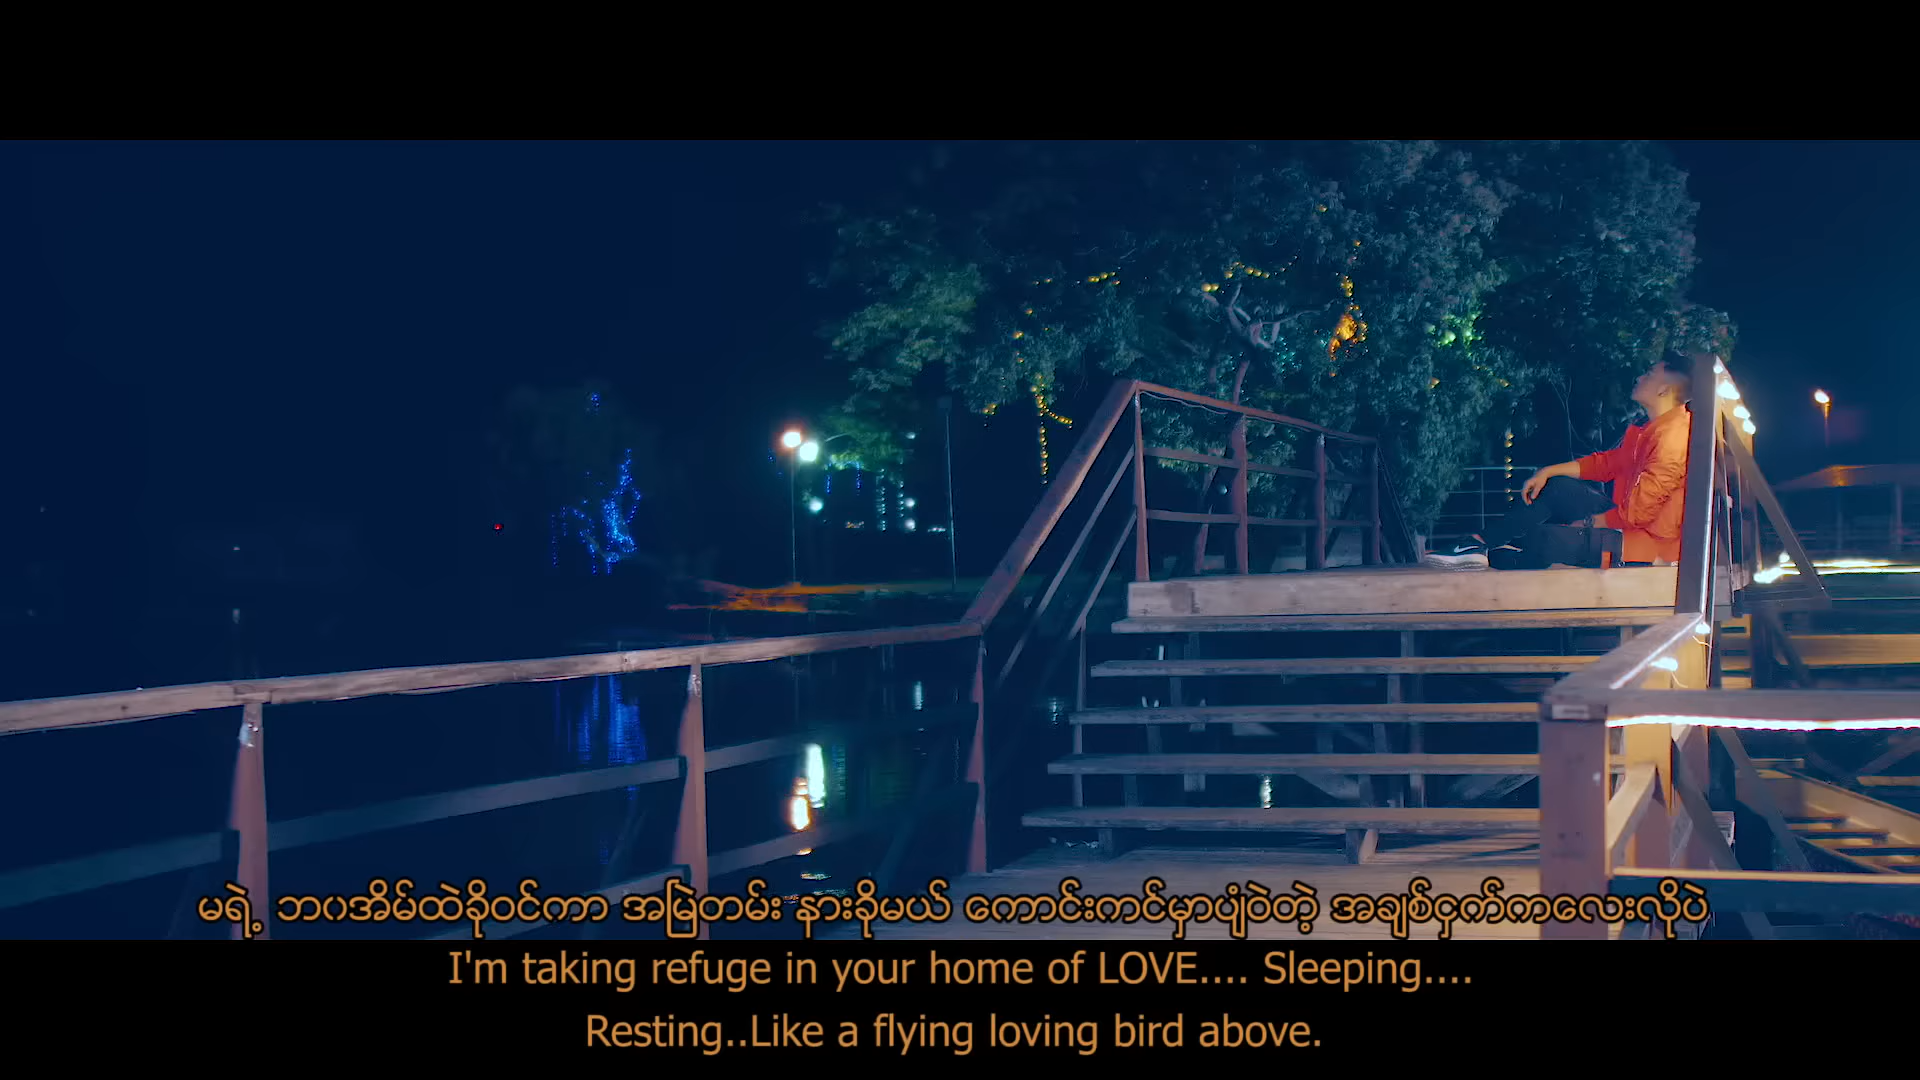 မရဲ့ ဘဝအိမ်ထဲခိုဝင်ကာ အမြဲတမ်း နားခိုမယ် ကောင်းကင်မှာပျံဝဲတဲ့ အချစ်ငှက်ကလေးလိုပဲ
I'm taking refuge in your home of LOVE.... Sleeping....
Resting..Like a flying loving bird above.